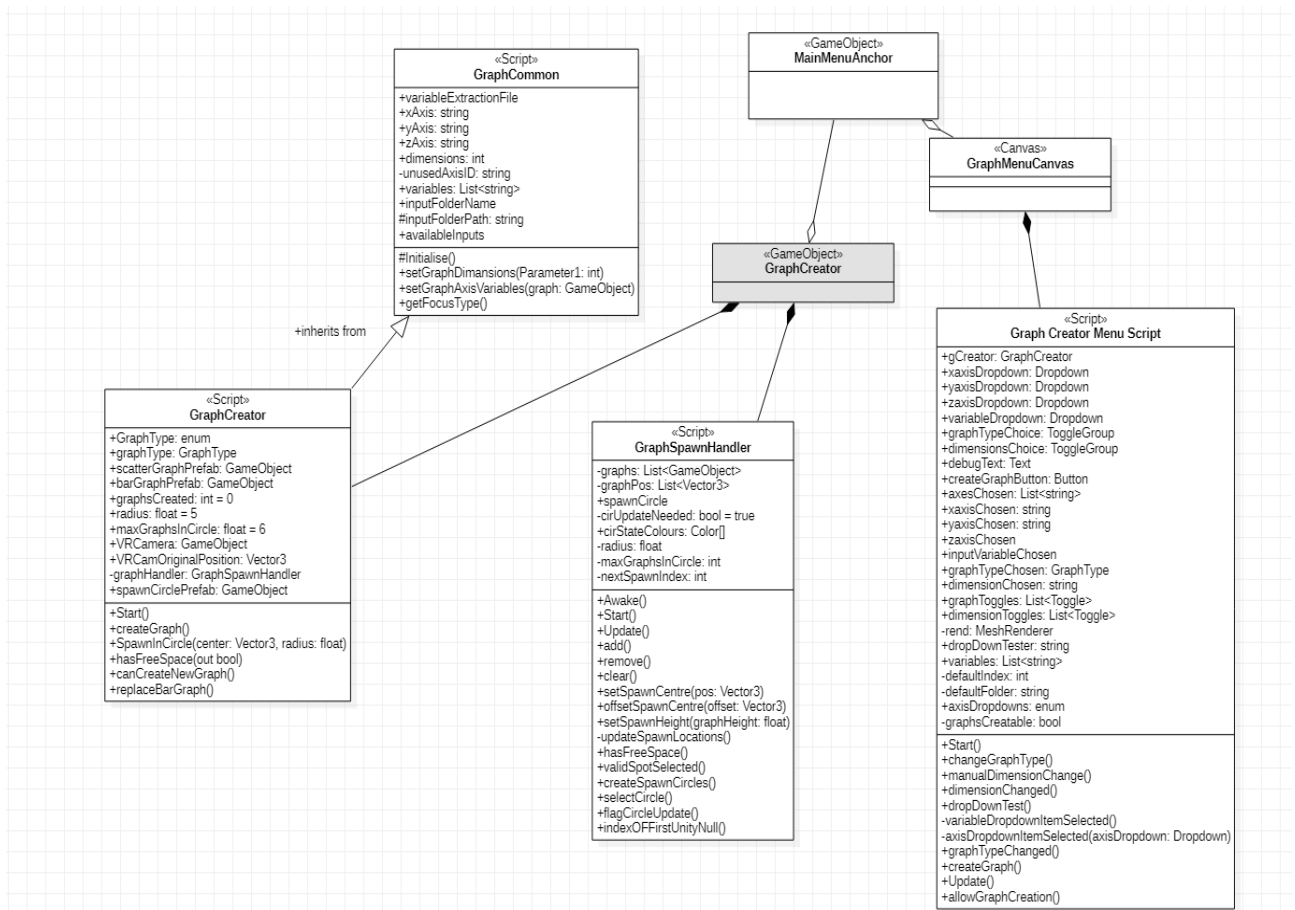 «Script»
GraphCommon
+variableExtractionFile
+xAxis: string
+yAxis: string
+zAxis: string
+dimensions: int
-unusedAxisID: string
+variables: List<string>
+inputFolderName
#inputFolderPath: string
+availableInputs
#Initialise()
+setGraphDimansions(Parameter1: int)
+setGraphAxisVariables(graph: GameObject)
+getFocusType()
«GameObject»
MainMenuAnchor
«Canvas»
GraphMenuCanvas
«GameObject»
GraphCreator
+inherits from
«Script»
GraphCreator
+GraphType: enum
+graphType: GraphType
+scatterGraphPrefab: GameObject
+barGraphPrefab: GameObject
+graphsCreated: int = 0
+radius: float = 5
+maxGraphsInCircle: float = 6
+VRCamera: GameObject
+VRCamOriginalPosition: Vector3
-graphHandler: GraphSpawnHandler
+spawnCirclePrefab: GameObject
+Start()
+createGraph()
+SpawnInCircle(center: Vector3, radius: float)
+hasFreeSpace(out bool)
+canCreateNewGraph()
+replaceBarGraph()
«Script»
GraphSpawnHandler
-graphs: List<GameObject>
-graphPos: List<Vector3>
+spawnCircle
-cirUpdateNeeded: bool = true
+cirStateColours: Color[]
-radius: float
-maxGraphsInCircle: int
-nextSpawnIndex: int
+Awake()
+Start()
+Update()
+add()
+remove()
+clear()
+setSpawnCentre(pos: Vector3)
+offsetSpawnCentre(offset: Vector3)
+setSpawnHeight(graphHeight: float)
-updateSpawnLocations()
+hasFreeSpace()
+validSpotSelected()
+createSpawnCircles()
+selectCircle()
+flagCircleUpdate()
+indexOFFirstUnityNull()
«Script»
Graph Creator Menu Script
+gCreator: GraphCreator
+xaxisDropdown: Dropdown
+yaxisDropdown: Dropdown
+zaxisDropdown: Dropdown
+variableDropdown: Dropdown
+graphTypeChoice: ToggleGroup
+dimensionsChoice: ToggleGroup
+debugText: Text
+createGraphButton: Button
+axesChosen: List<string>
+xaxisChosen: string
+yaxisChosen: string
+zaxisChosen
+inputVariableChosen
+graphTypeChosen: GraphType
+dimensionChosen: string
+graphToggles: List<Toggle>
+dimensionToggles: List<Toggle>
-rend: MeshRenderer
+dropDownTester: string
+variables: List<string>
-defaultIndex: int
-defaultFolder: string
+axisDropdowns: enum
-graphsCreatable: bool
+Start()
+changeGraphType()
+manualDimensionChange()
+dimensionChanged()
+dropDownTest()
-variableDropdownItemSelected()
-axisDropdownItemSelected(axisDropdown: Dropdown)
+graphTypeChanged()
+createGraph()
+Update()
+allowGraphCreation()